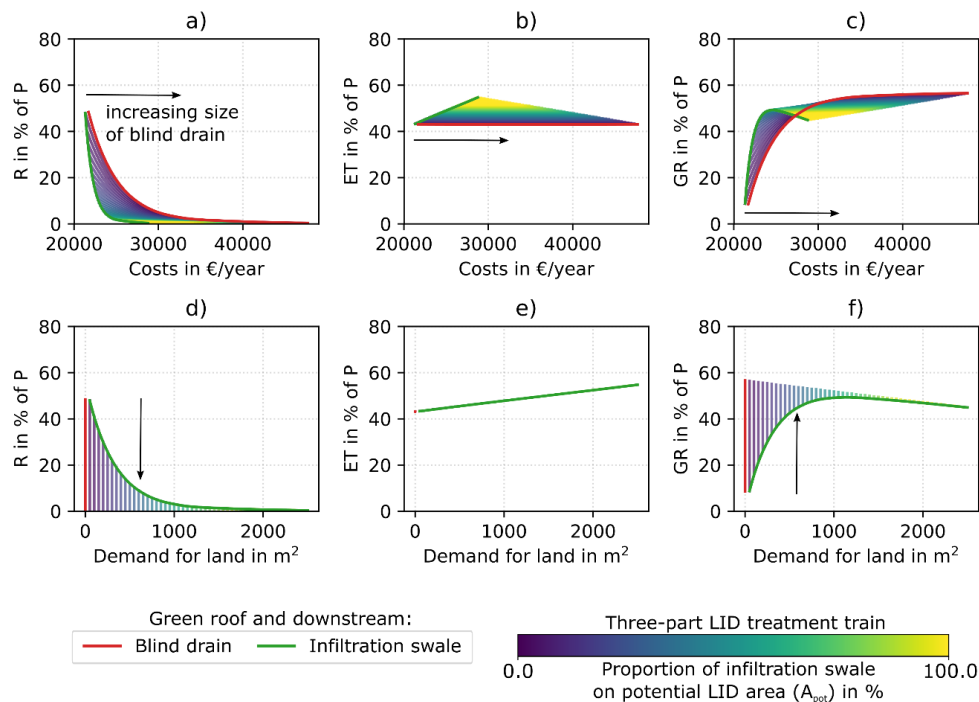 a)
80
60
40
20
0
R in % of P
increasing size
of blind drain
20000 30000 40000
Costs in €/year
b)
80
60
40
20
0
ET in % of P
20000 30000 40000
Costs in €/year
c)
80
60
40
20
0
GR in % of P
20000 30000 40000
Costs in €/year
d)
80
60
40
20
0
R in % of P
0 1000 2000
Demand for land in m²
e)
80
60
40
20
0
ET in % of P
0 1000 2000
Demand for land in m²
f)
80
60
40
20
0
GR in % of P
0 1000 2000
Demand for land in m²
Green roof and downstream:
Blind drain Infiltration swale
Three-part LID treatment train
0.0 100.0
Proportion of infiltration swale
on potential LID area (Apot) in %